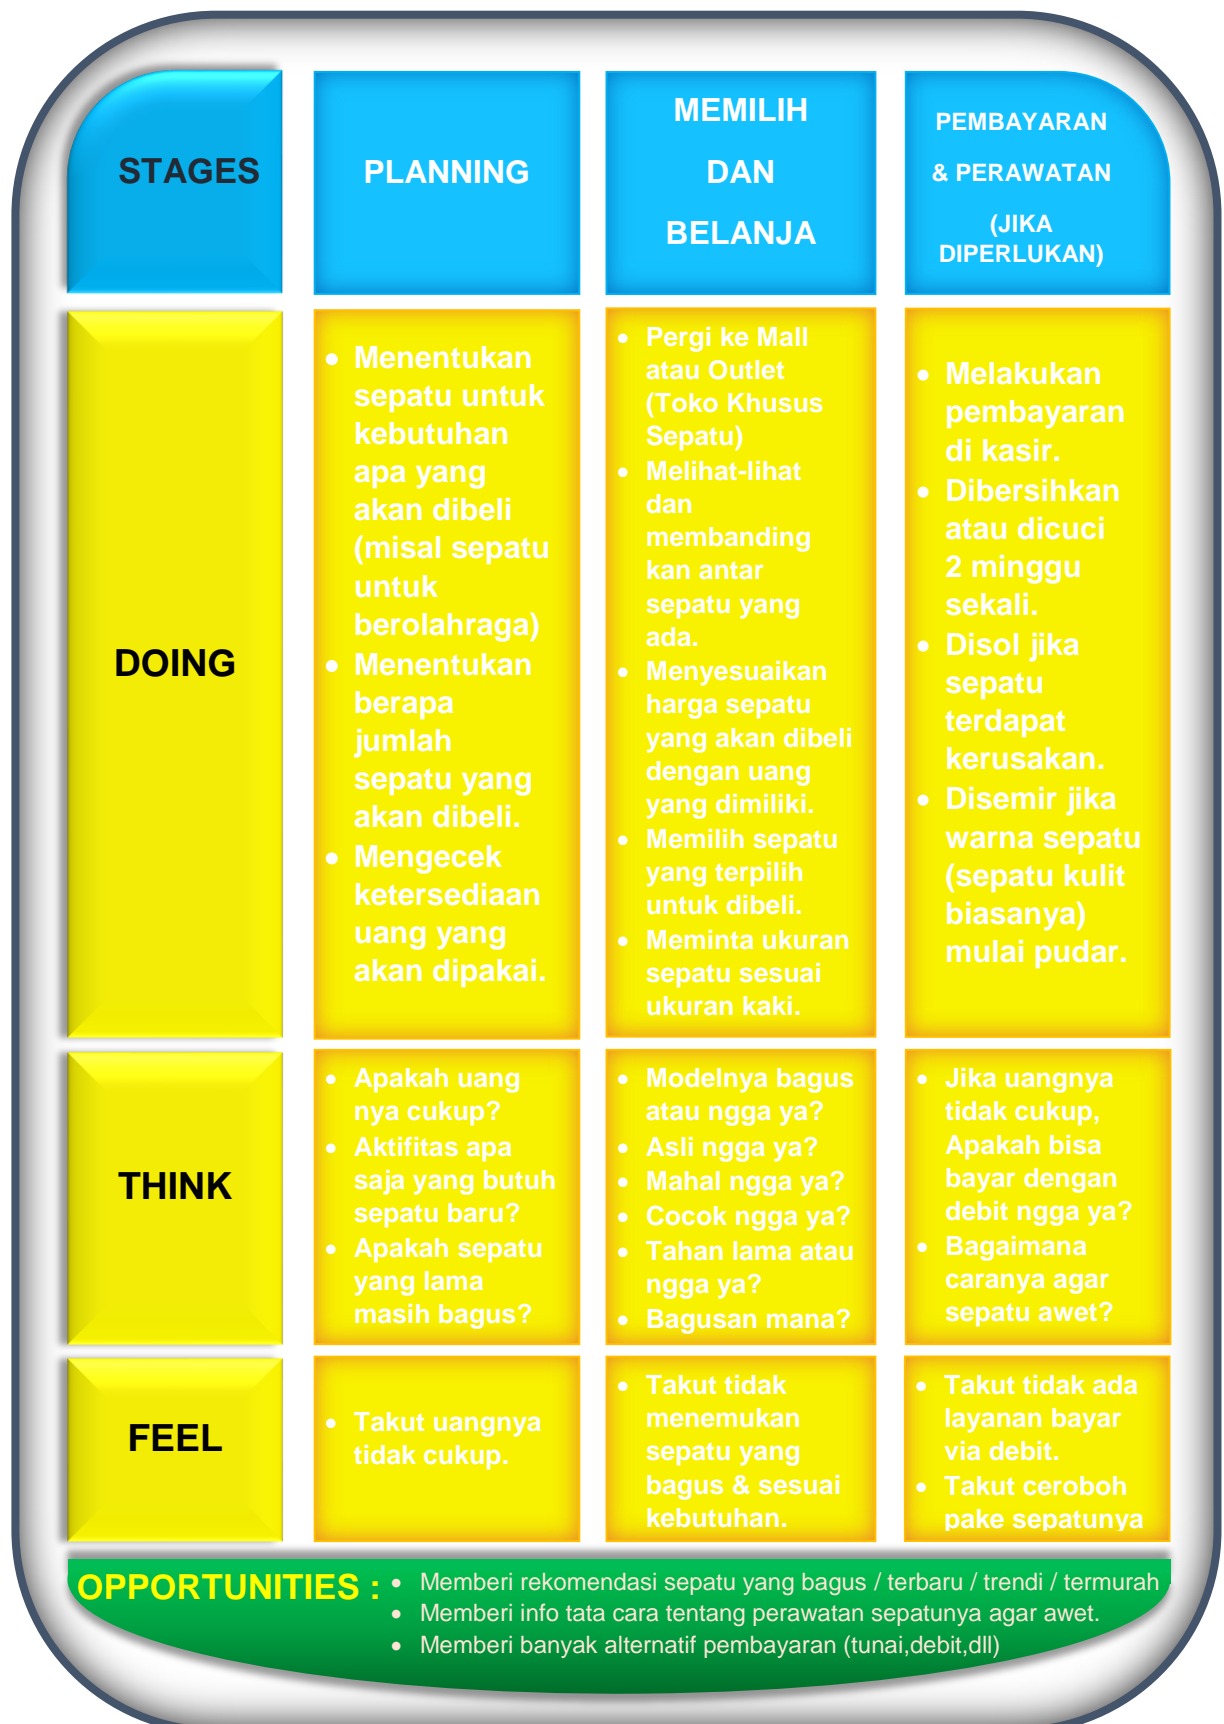 STAGES
PLANNING
MEMILIH
DAN
BELANJA
PEMBAYARAN
& PERAWATAN
(JIKA
DIPERLUKAN)
DOING
• Menentukan
sepatu untuk
kebutuhan
apa yang
akan dibeli
(misal sepatu
untuk
berolahraga)
• Menentukan
berapa
jumlah
sepatu yang
akan dibeli.
• Mengecek
ketersediaan
uang yang
akan dipakai.
• Pergi ke Mall
atau Outlet
(Toko Khusus
Sepatu)
• Melihat-lihat
dan
membanding
kan antar
sepatu yang
ada.
• Menyesuaikan
harga sepatu
yang akan dibeli
dengan uang
yang dimiliki.
• Memilih sepatu
yang terpilih
untuk dibeli.
• Meminta ukuran
sepatu sesuai
ukuran kaki.
• Melakukan
pembayaran
di kasir.
• Dibersihkan
atau dicuci
2 minggu
sekali.
• Disol jika
sepatu
terdapat
kerusakan.
• Disemir jika
warna sepatu
(sepatu kulit
biasanya)
mulai pudar.
THINK
• Apakah uang
nya cukup?
• Aktifitas apa
saja yang butuh
sepatu baru?
• Apakah sepatu
yang lama
masih bagus?
• Modelnya bagus
atau ngga ya?
• Asli ngga ya?
• Mahal ngga ya?
• Cocok ngga ya?
• Tahan lama atau
ngga ya?
• Bagusan mana?
• Jika uangnya
tidak cukup,
Apakah bisa
bayar dengan
debit ngga ya?
• Bagaimana
caranya agar
sepatu awet?
FEEL
• Takut uangnya
tidak cukup.
• Takut tidak
menemukan
sepatu yang
bagus & sesuai
kebutuhan.
• Takut tidak ada
layanan bayar
via debit.
• Takut ceroboh
pake sepatunya
OPPORTUNITIES : • Memberi rekomendasi sepatu yang bagus / terbaru / trendi / termurah
• Memberi info tata cara tentang perawatan sepatunya agar awet.
• Memberi banyak alternatif pembayaran (tunai,debit,dll)